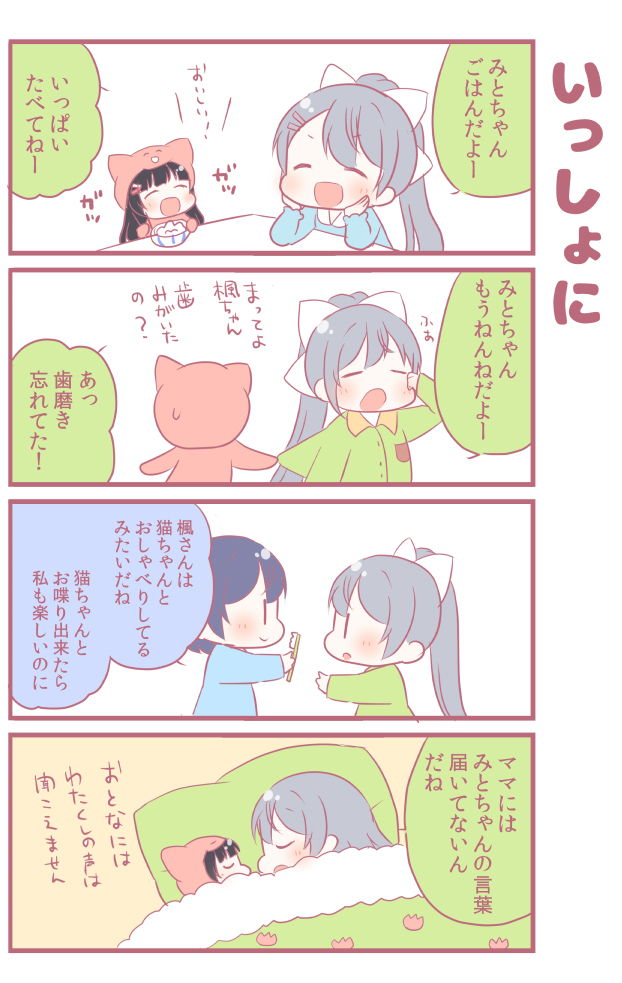 いっしょに
みとちゃん
ごはんだよー
おいしい!
ガッ
ガッ
いっぱい
たべてねー
みとちゃん
もうねんねだよー
ふぁ
まってよ
楓ちゃん
歯
みがいた
の?
あっ
歯磨き
忘れてた!
楓さんは
猫ちゃんと
おしゃべりしてる
みたいだね
猫ちゃんと
お喋り出来たら
私も楽しいのに
ママには
みとちゃんの言葉
届いてないん
だね
おとなには
わたくしの声は
聞こえません